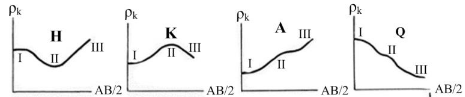 ρk H I II III AB/2
ρk K I II III AB/2
ρk A I II III AB/2
ρk Q I II III AB/2